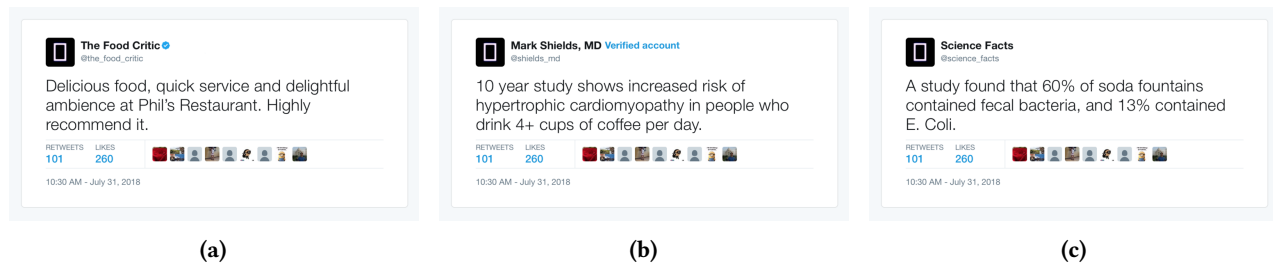 The Food Critic
@the_food_critic
Delicious food, quick service and delightful
ambience at Phil's Restaurant. Highly
recommend it.
RETWEETS LIKES
101 260
10:30 AM - July 31, 2018
(a)
Mark Shields, MD Verified account
@shields_md
10 year study shows increased risk of
hypertrophic cardiomyopathy in people who
drink 4+ cups of coffee per day.
RETWEETS LIKES
101 260
10:30 AM - July 31, 2018
(b)
Science Facts
@science_facts
A study found that 60% of soda fountains
contained fecal bacteria, and 13% contained
E. Coli.
RETWEETS LIKES
101 260
10:30 AM - July 31, 2018
(c)